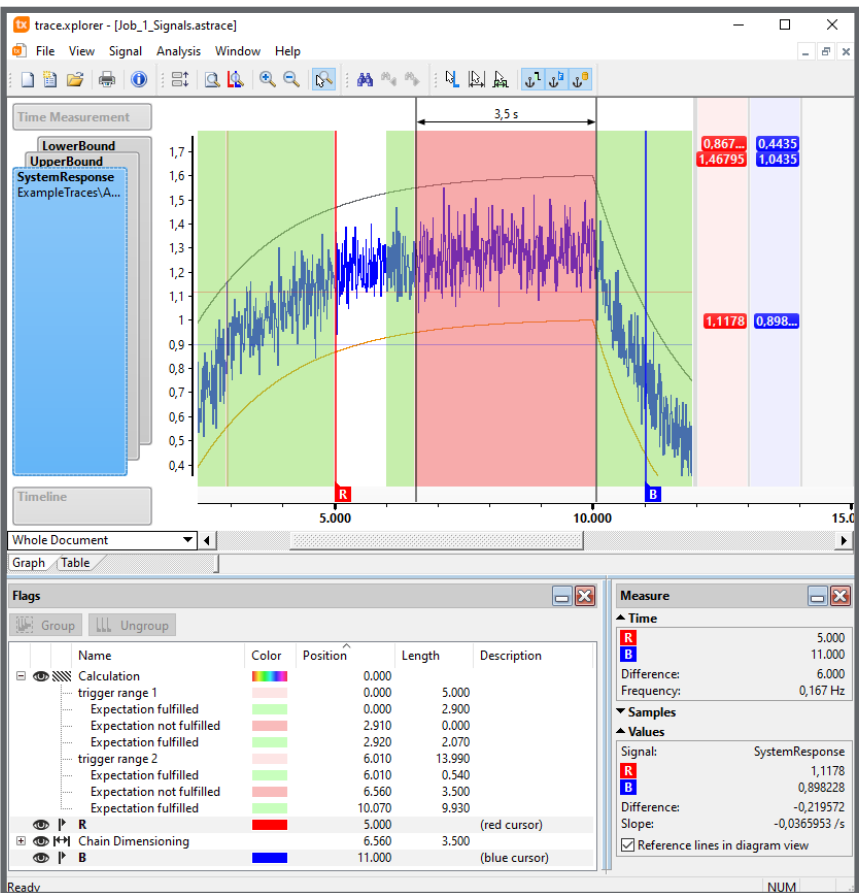 trace.xplorer - [Job_1_Signals.astrace]
File View Signal Analysis Window Help
Time Measurement
LowerBound
UpperBound
SystemResponse
ExampleTraces\A...
Timeline
3,5 s
1,7
1,6
1,5
1,4
1,3
1,2
1,1
1
0,9
0,8
0,7
0,6
0,5
0,4
0,867... 0,4435
1,46795 1,0435
1,1178 0,898...
R B
5.000 10.000 15.0
Whole Document
Graph Table
Flags
Group Ungroup
Name Color Position Length Description
Calculation 0.000
trigger range 1 0.000 5.000
Expectation fulfilled 0.000 2.900
Expectation not fulfilled 2.910 0.000
Expectation fulfilled 2.920 2.070
trigger range 2 6.010 13.990
Expectation fulfilled 6.010 0.540
Expectation not fulfilled 6.560 3.500
Expectation fulfilled 10.070 9.930
R 5.000 (red cursor)
Chain Dimensioning 6.560 3.500
B 11.000 (blue cursor)
Measure
Time
R 5.000
B 11.000
Difference: 6.000
Frequency: 0,167 Hz
Samples
Values
Signal: SystemResponse
R 1,1178
B 0,898228
Difference: -0,219572
Slope: -0,0365953 /s
Reference lines in diagram view
Ready NUM